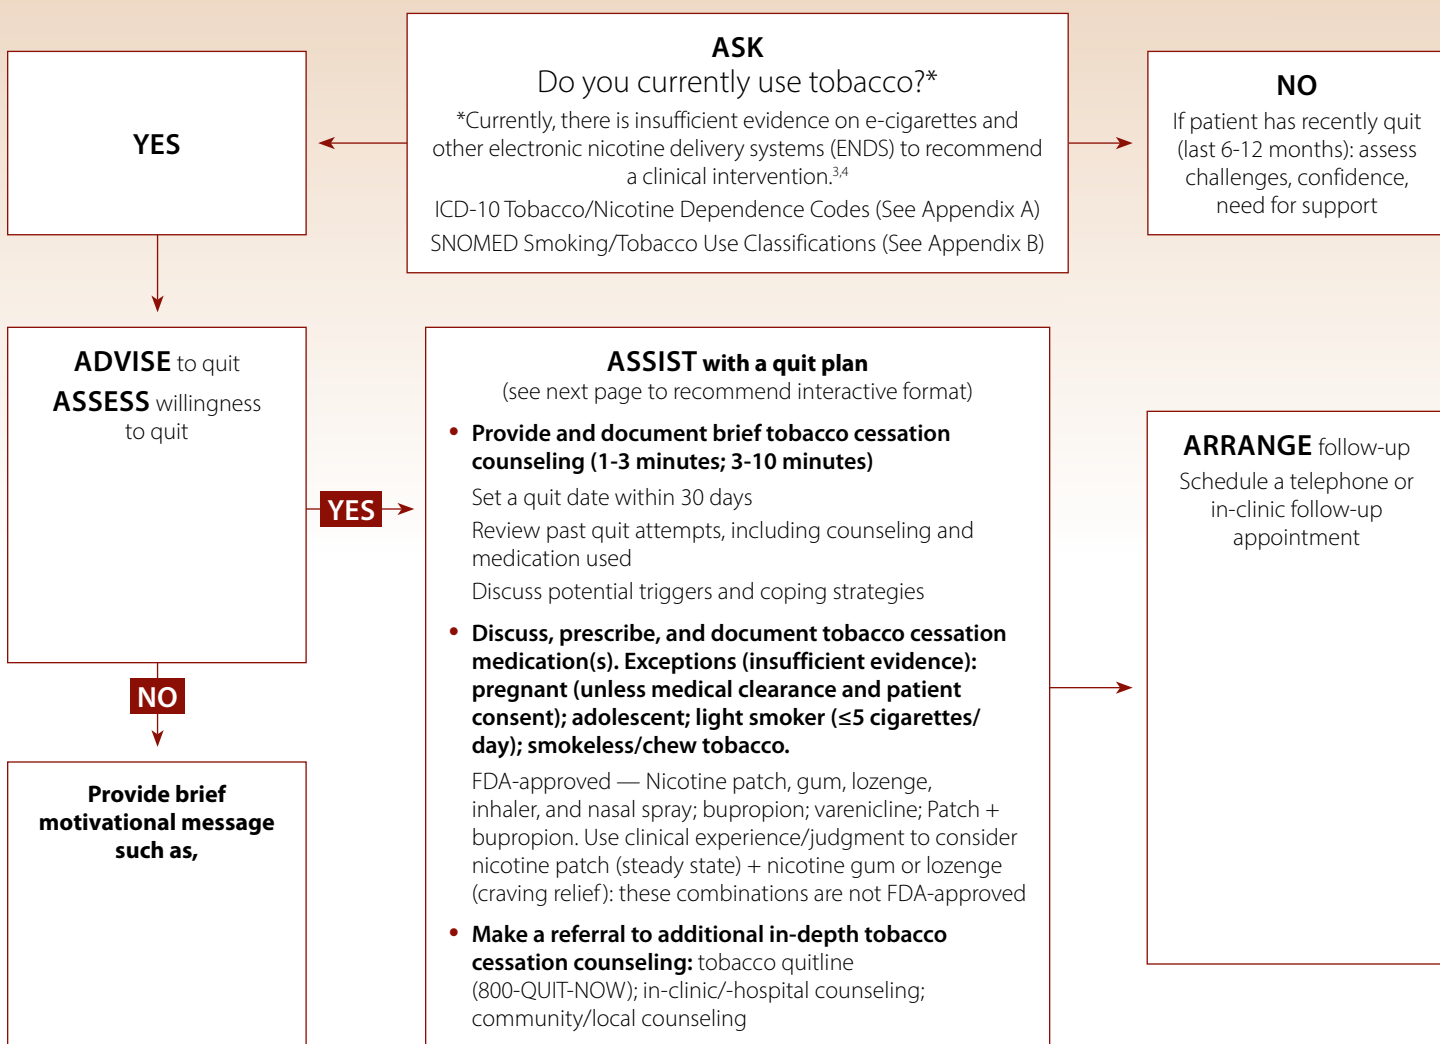 ASK
Do you currently use tobacco?*
*Currently, there is insufficient evidence on e-cigarettes and
other electronic nicotine delivery systems (ENDS) to recommend
a clinical intervention.3,4
ICD-10 Tobacco/Nicotine Dependence Codes (See Appendix A)
SNOMED Smoking/Tobacco Use Classifications (See Appendix B)
YES
NO
If patient has recently quit
(last 6-12 months): assess
challenges, confidence,
need for support
ADVISE to quit
ASSESS willingness
to quit
YES
NO
Provide brief
motivational message
such as,
ASSIST with a quit plan
(see next page to recommend interactive format)
• Provide and document brief tobacco cessation
counseling (1-3 minutes; 3-10 minutes)
Set a quit date within 30 days
Review past quit attempts, including counseling and
medication used
Discuss potential triggers and coping strategies
• Discuss, prescribe, and document tobacco cessation
medication(s). Exceptions (insufficient evidence):
pregnant (unless medical clearance and patient
consent); adolescent; light smoker (≤5 cigarettes/
day); smokeless/chew tobacco.
FDA-approved — Nicotine patch, gum, lozenge,
inhaler, and nasal spray; bupropion; varenicline; Patch +
bupropion. Use clinical experience/judgment to consider
nicotine patch (steady state) + nicotine gum or lozenge
(craving relief): these combinations are not FDA-approved
• Make a referral to additional in-depth tobacco
cessation counseling: tobacco quitline
(800-QUIT-NOW); in-clinic/-hospital counseling;
community/local counseling
ARRANGE follow-up
Schedule a telephone or
in-clinic follow-up
appointment